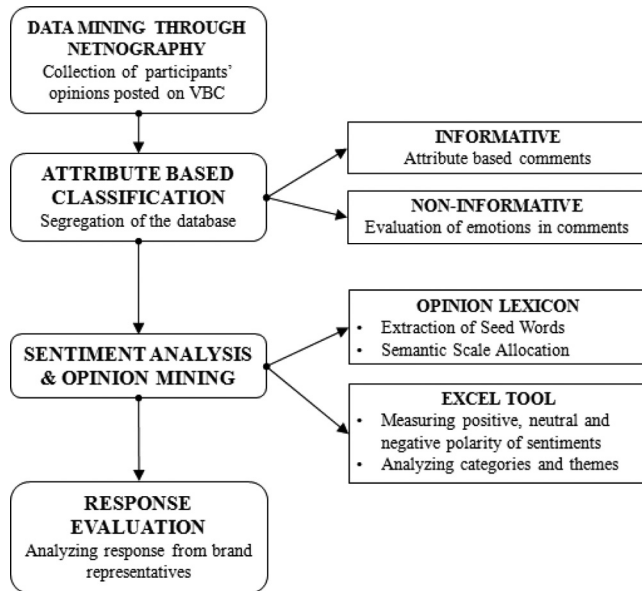 DATA MINING THROUGH
NETNOGRAPHY
Collection of participants'
opinions posted on VBC
ATTRIBUTE BASED
CLASSIFICATION
Segregation of the database
INFORMATIVE
Attribute based comments
NON-INFORMATIVE
Evaluation of emotions in comments
SENTIMENT ANALYSIS
& OPINION MINING
OPINION LEXICON
• Extraction of Seed Words
• Semantic Scale Allocation
EXCEL TOOL
• Measuring positive, neutral and
negative polarity of sentiments
• Analyzing categories and themes
RESPONSE
EVALUATION
Analyzing response from brand
representatives